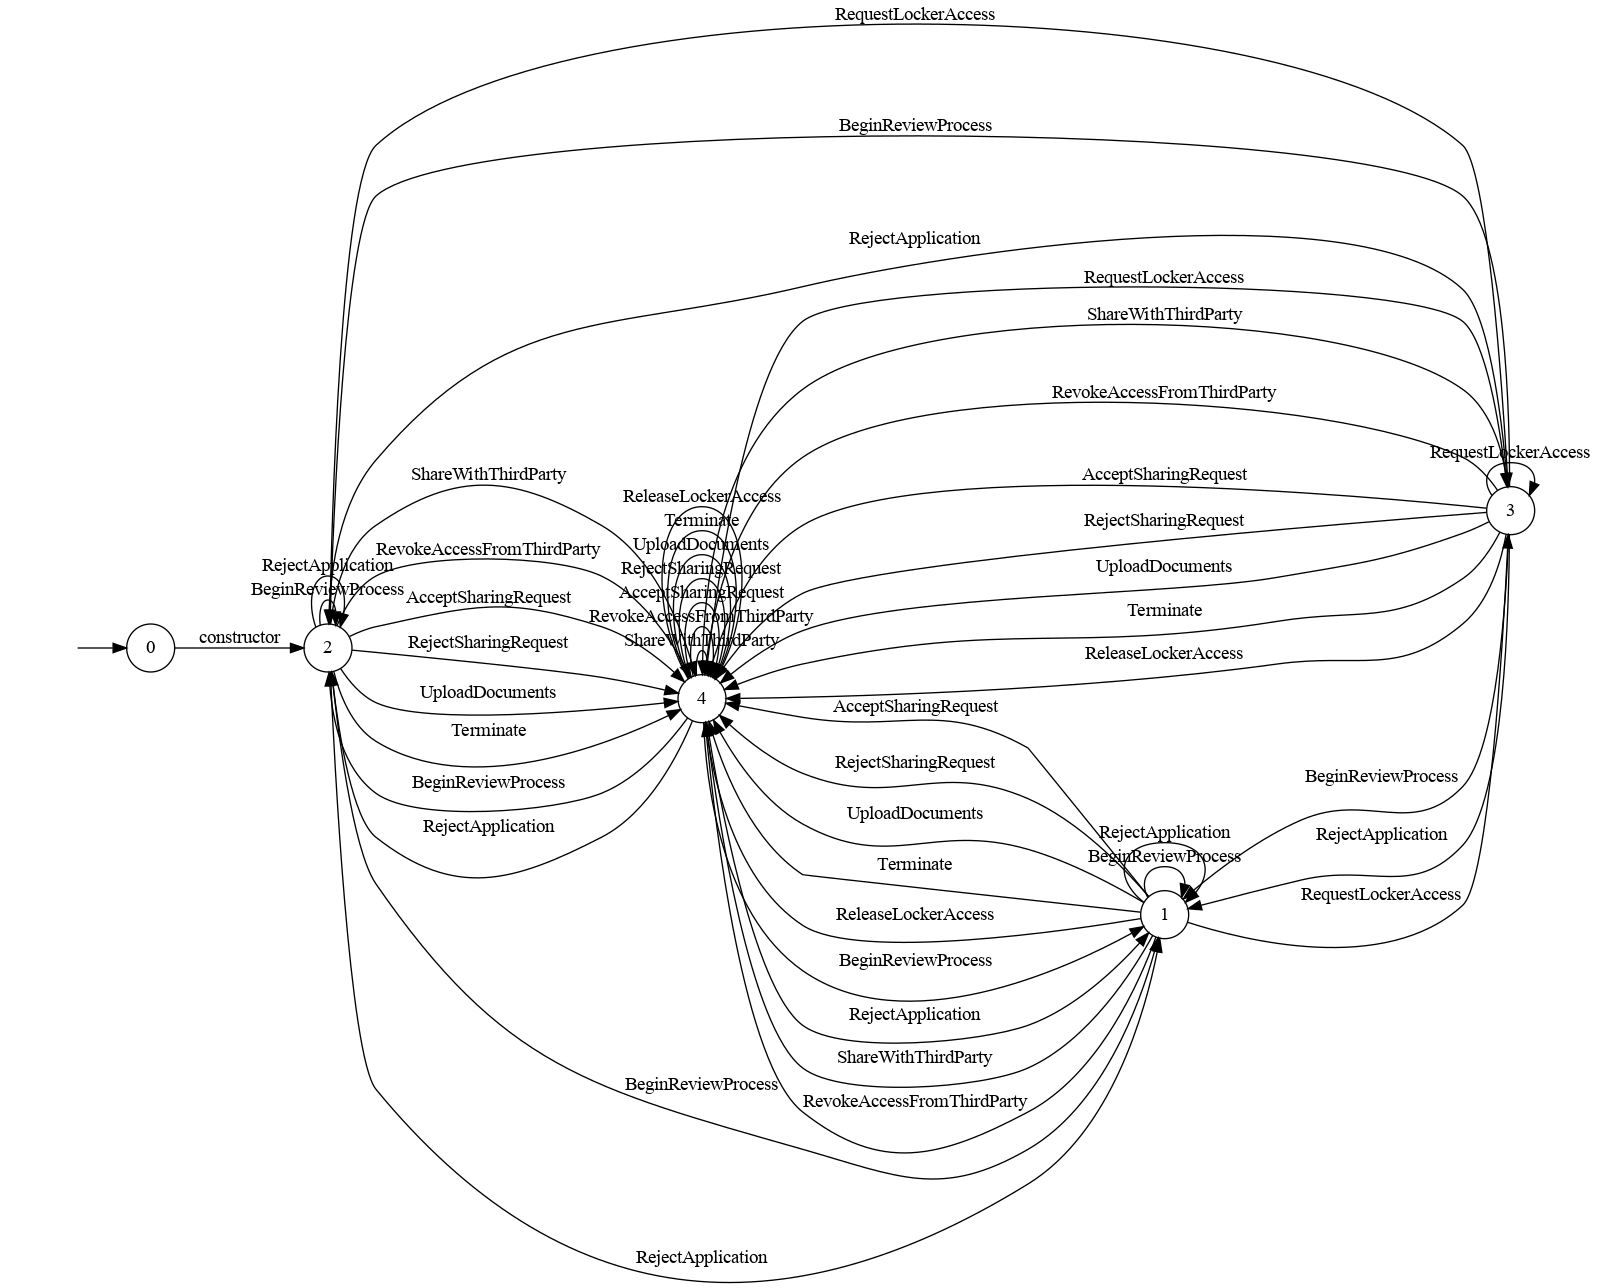 RequestLockerAccess
BeginReviewProcess
RejectApplication
RequestLockerAccess
ShareWithThirdParty
RevokeAccessFromThirdParty
RequestLockerAccess
ShareWithThirdParty
AcceptSharingRequest
ReleaseLockerAccess
3
Terminate
RejectSharingRequest
UploadDocuments
RevokeAccessFromThirdParty
RejectApplication
RejectSharingRequest
UploadDocuments
BeginReviewProcess
AcceptSharingRequest
AcceptSharingRequest
Terminate
RevokeAccessFromThirdParty
constructor
RejectSharingRequest
ShareWithThirdParty
0
2
ReleaseLockerAccess
UploadDocuments
4
AcceptSharingRequest
Terminate
RejectSharingRequest
BeginReviewProcess
BeginReviewProcess
UploadDocuments
RejectApplication
RejectApplication
RejectApplication
BeginReviewProcess
Terminate
RequestLockerAccess
ReleaseLockerAccess
1
BeginReviewProcess
RejectApplication
ShareWithThirdParty
BeginReviewProcess
RevokeAccessFromThirdParty
RejectApplication